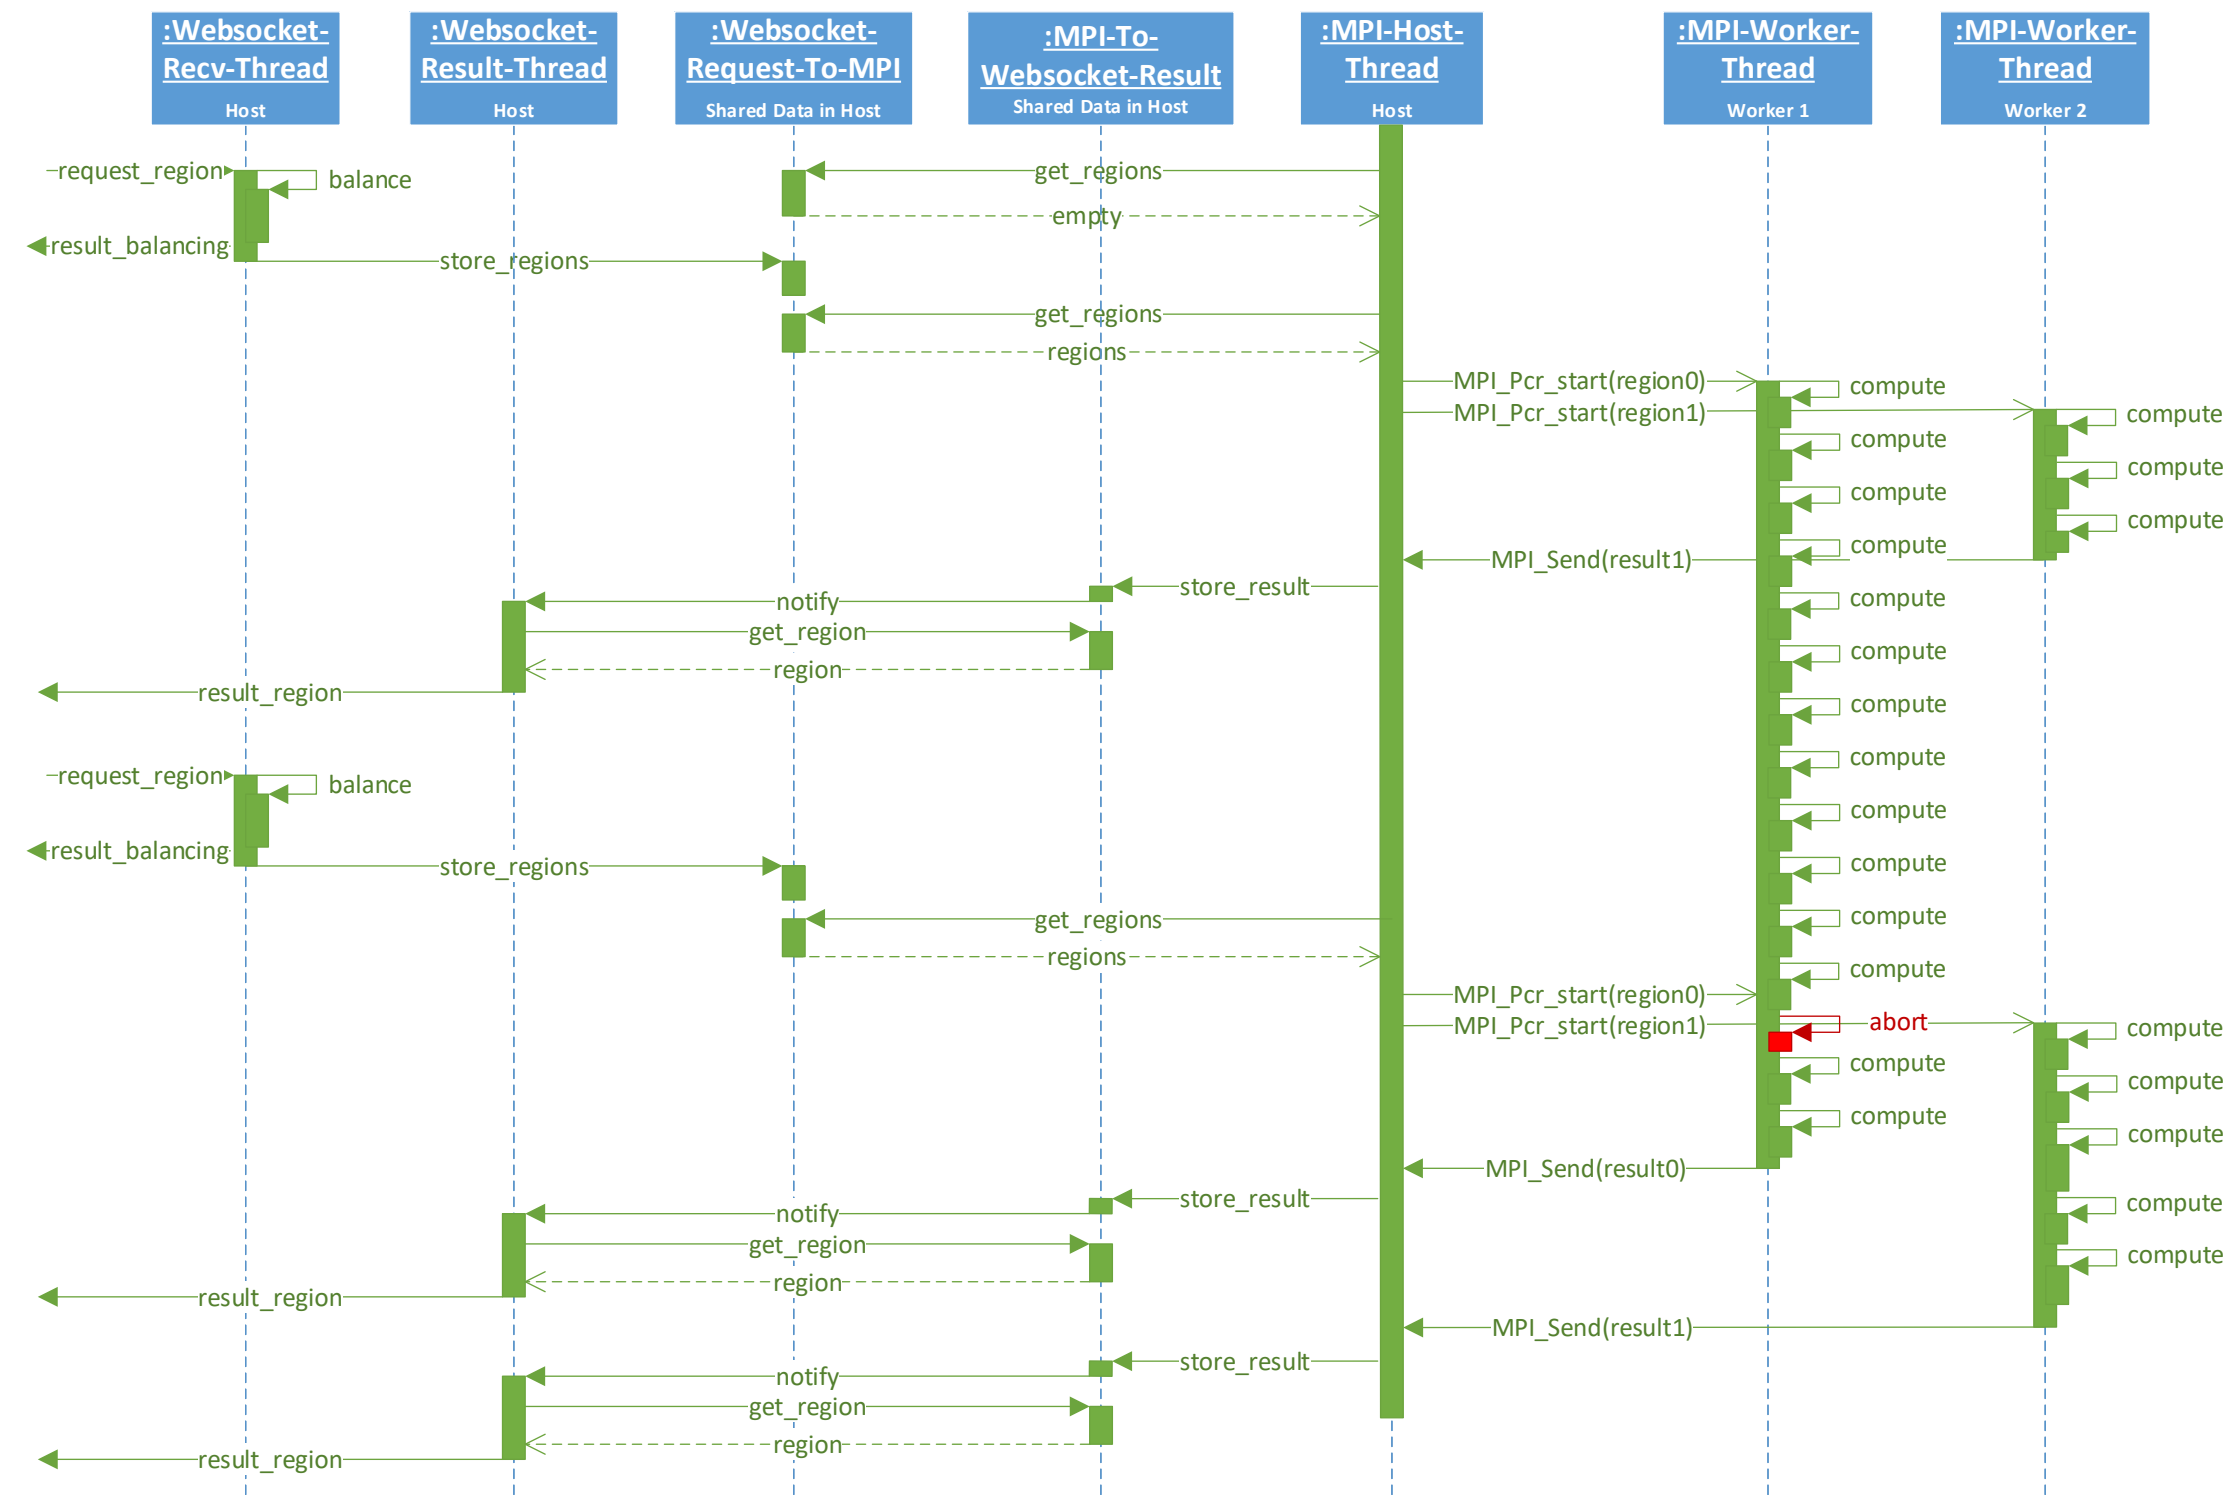 :Websocket-
Recv-Thread
Host
:Websocket-
Result-Thread
Host
:Websocket-
Request-To-MPI
Shared Data in Host
:MPI-To-
Websocket-Result
Shared Data in Host
:MPI-Host-
Thread
Host
:MPI-Worker-
Thread
Worker 1
:MPI-Worker-
Thread
Worker 2
request_region
balance
get_regions
empty
result_balancing
store_regions
get_regions
regions
MPI_Pcr_start(region0)
compute
MPI_Pcr_start(region1)
compute
compute
compute
compute
compute
compute
MPI_Send(result1)
store_result
compute
notify
get_region
compute
region
result_region
compute
compute
request_region
balance
compute
result_balancing
compute
store_regions
get_regions
compute
regions
compute
MPI_Pcr_start(region0)
MPI_Pcr_start(region1)
abort
compute
compute
compute
compute
compute
MPI_Send(result0)
store_result
compute
notify
get_region
compute
region
result_region
MPI_Send(result1)
store_result
notify
get_region
region
result_region